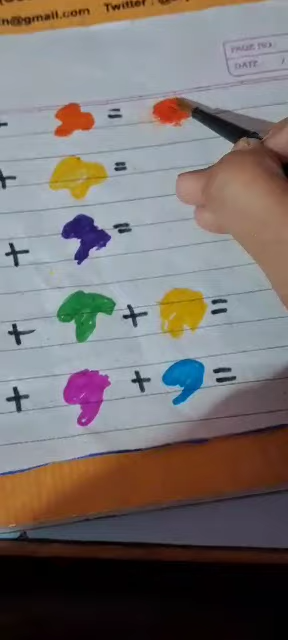 n@gmail.com Twitter :
PAGE NO.:
DATE: /
+ =
+ =
+ =
+ + =
+ + =